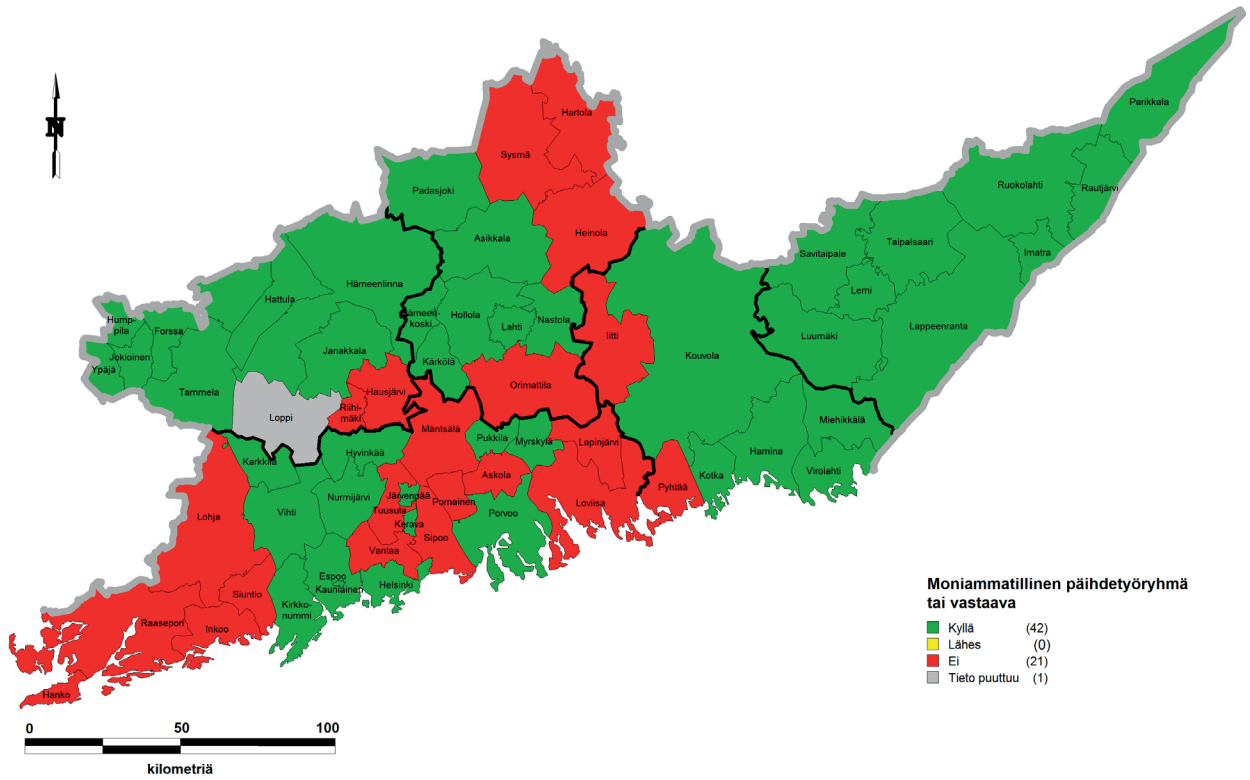 N
Hartola
Sysmä
Parikkala
Padasjoki
Ruokolahti
Rautjärvi
Heinola
Asikkala
Taipalsaari
Savitaipale
Imatra
Hämeenlinna
Lemi
Hattula
Hämeen-
koski
Hollola
Nastola
Lahti
Lappeenranta
Hump-
pila
Forssa
Iitti
Luumäki
Janakkala
Kouvola
Jokioinen
Ypäjä
Kärkölä
Tammela
Hausjärvi
Orimattila
Riihi-
mäki
Loppi
Miehikkälä
Mäntsälä
Pukkila
Myrskylä
Lapinjärvi
Hyvinkää
Hamina
Karkkila
Askola
Kotka
Virolahti
Pyhtää
Nurmijärvi
Järvenpää
Pornainen
Loviisa
Tuusula
Porvoo
Vihti
Lohja
Kerava
Sipoo
Vantaa
Espoo
Kauniainen
Helsinki
Siuntio
Kirkko-
nummi
Raasepori
Inkoo
Hanko
Moniammatillinen päihdetyöryhmä
tai vastaava
Kyllä (42)
Lähes (0)
Ei (21)
Tieto puuttuu (1)
0 50 100
kilometriä